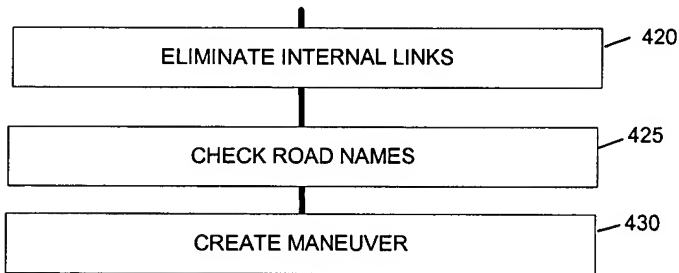 ELIMINATE INTERNAL LINKS
420
CHECK ROAD NAMES
425
CREATE MANEUVER
430